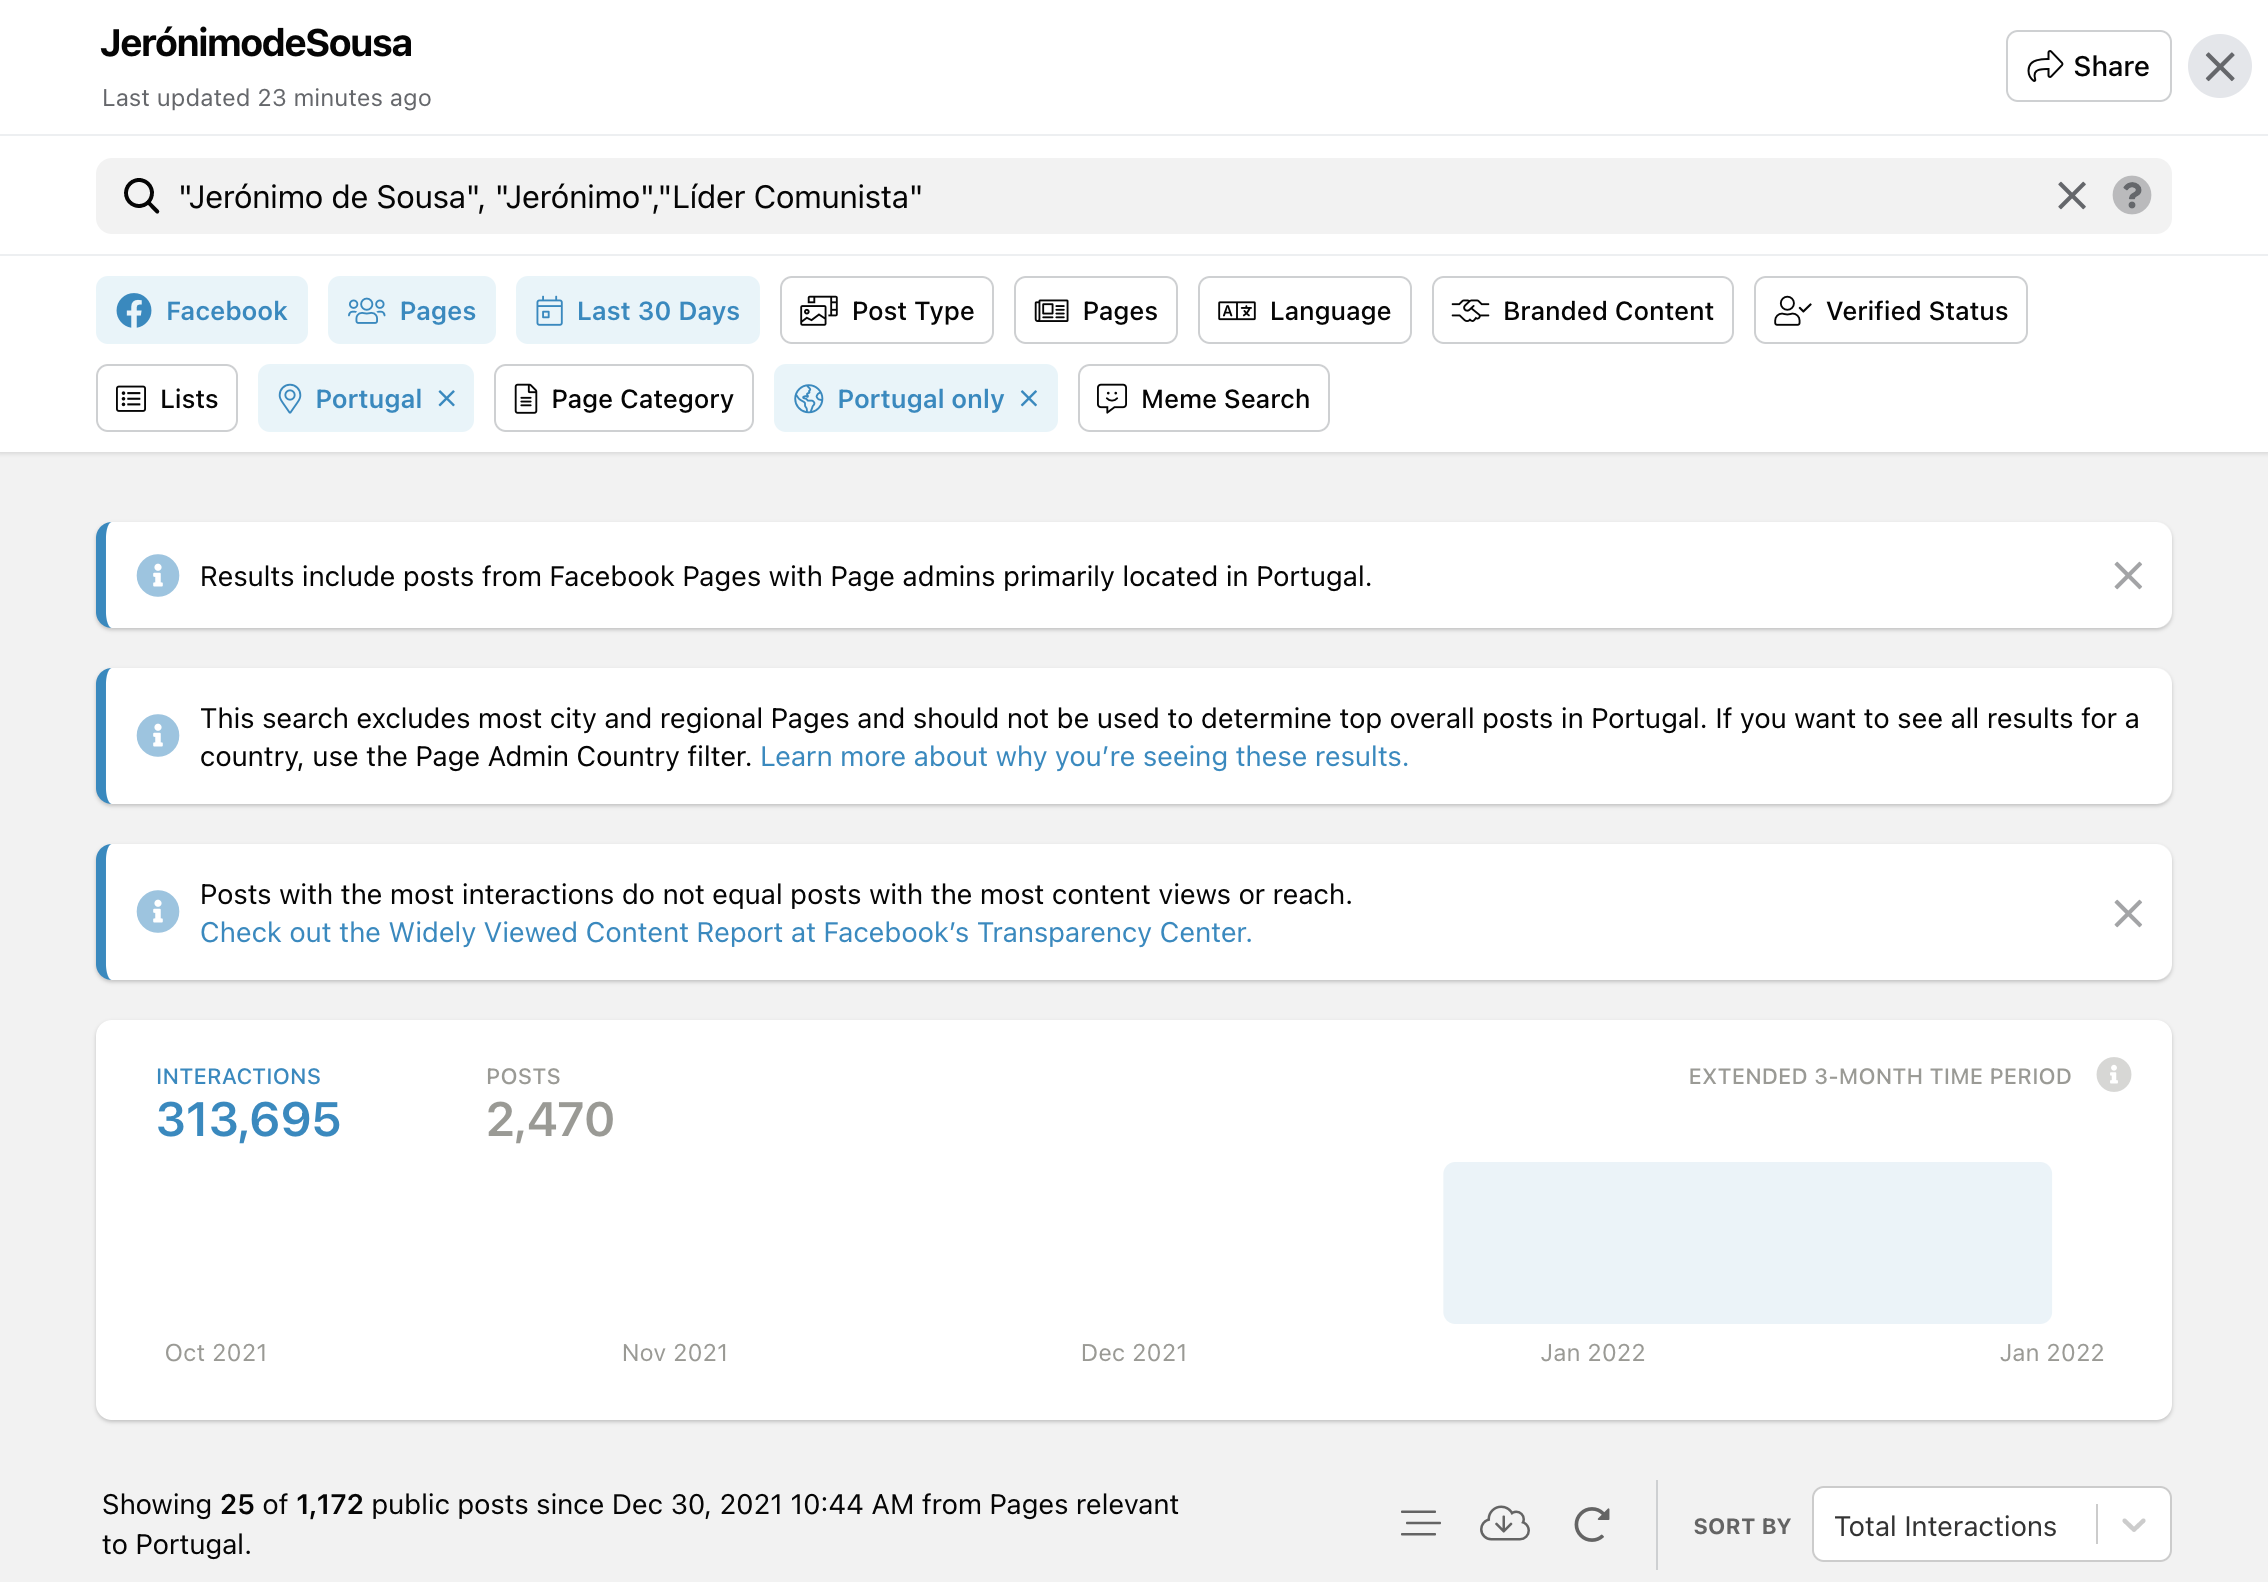 JerónimodeSousa
Last updated 23 minutes ago
Share
"Jerónimo de Sousa", "Jerónimo","Líder Comunista"
?
Facebook
Pages
Last 30 Days
Post Type
Pages
Language
Branded Content
Verified Status
Lists
Portugal
Page Category
Portugal only
Meme Search
Results include posts from Facebook Pages with Page admins primarily located in Portugal.
This search excludes most city and regional Pages and should not be used to determine top overall posts in Portugal. If you want to see all results for a
country, use the Page Admin Country filter. Learn more about why you’re seeing these results.
Posts with the most interactions do not equal posts with the most content views or reach.
Check out the Widely Viewed Content Report at Facebook’s Transparency Center.
INTERACTIONS
313,695
POSTS
2,470
EXTENDED 3-MONTH TIME PERIOD
Oct 2021
Nov 2021
Dec 2021
Jan 2022
Jan 2022
Showing 25 of 1,172 public posts since Dec 30, 2021 10:44 AM from Pages relevant
to Portugal.
SORT BY
Total Interactions